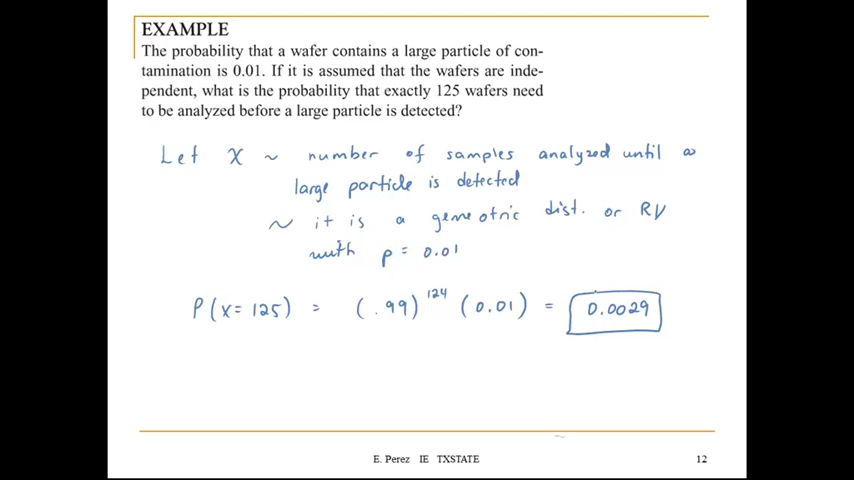 EXAMPLE
The probability that a wafer contains a large particle of con-
tamination is 0.01. If it is assumed that the wafers are inde-
pendent, what is the probability that exactly 125 wafers need
to be analyzed before a large particle is detected?
Let X ~ number of samples analyzed until a
large particle is detected
~ it is a geometric dist. or RV
with p = 0.01
P(X=125) = (.99)^124 (0.01) = 0.0029
E. Perez IE TXSTATE 12